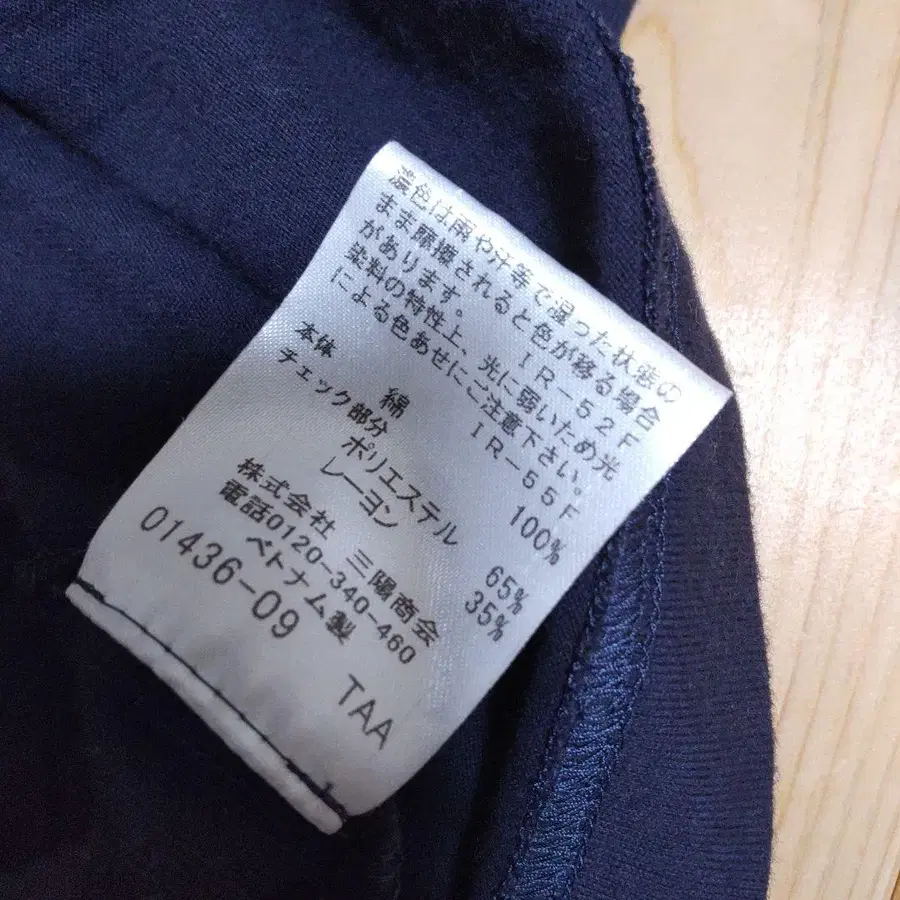 濃色は雨や汗等で湿った状態の
まま摩擦されると色が移る場合
があります。 IR-52F
染料の特性上、光に弱いため光
による色あせにご注意下さい。
IR-55F
本体 綿 100%
チェック部分
ポリエステル 65%
レーヨン 35%
株式会社 三陽商会
電話0120-340-460
ベトナム製
01436-09 TAA